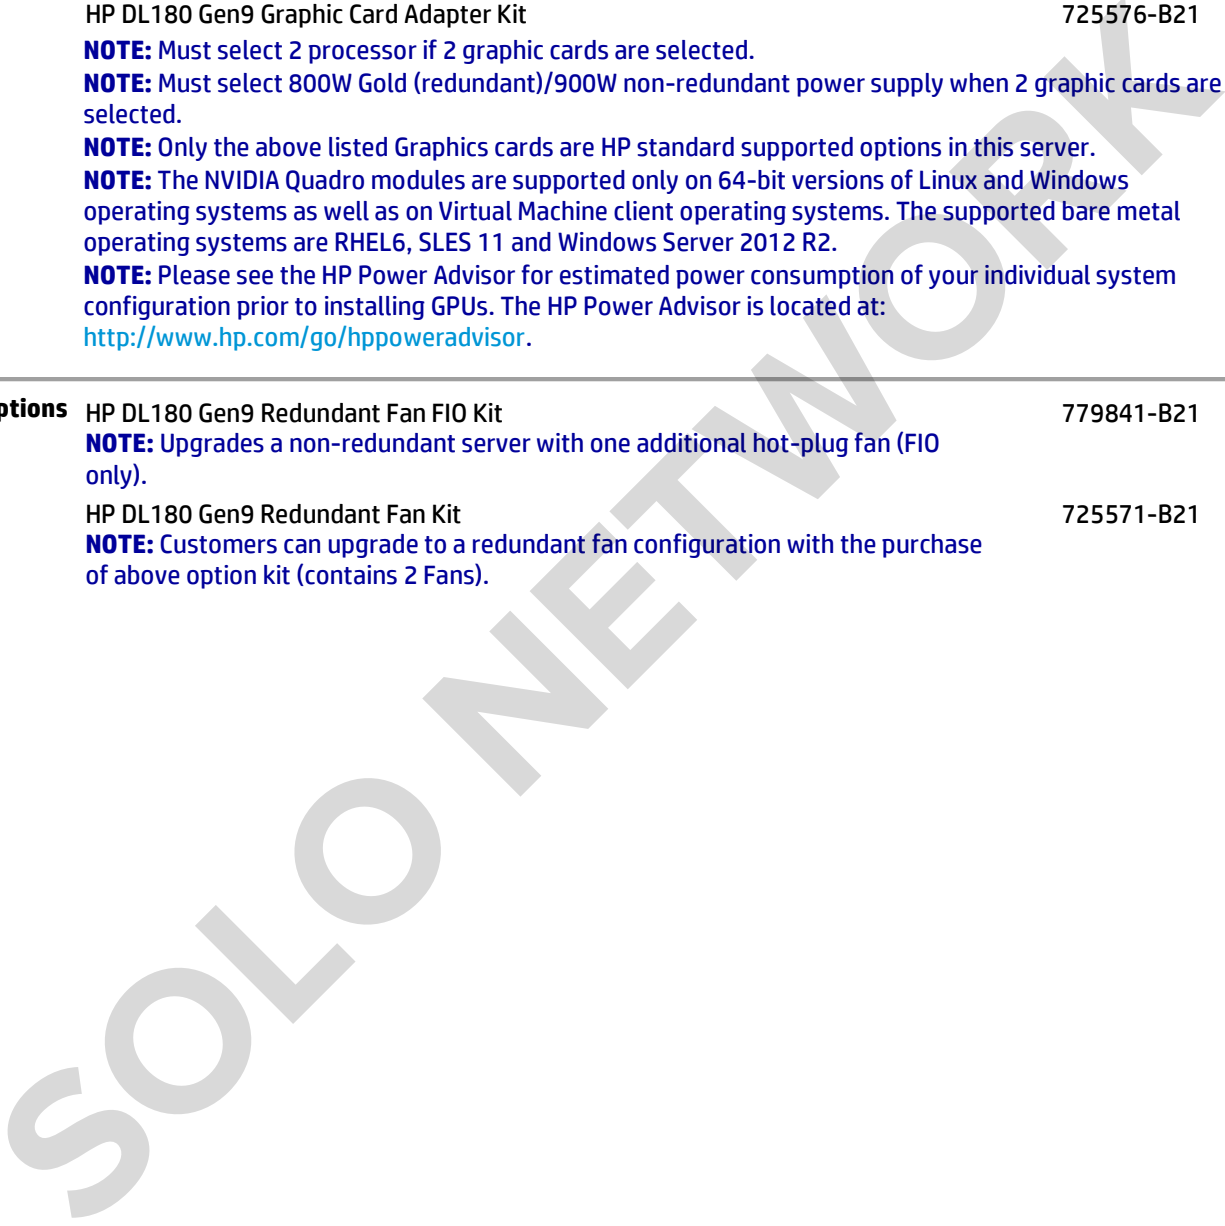 HP DL180 Gen9 Graphic Card Adapter Kit 725576-B21
NOTE: Must select 2 processor if 2 graphic cards are selected.
NOTE: Must select 800W Gold (redundant)/900W non-redundant power supply when 2 graphic cards are
selected.
NOTE: Only the above listed Graphics cards are HP standard supported options in this server.
NOTE: The NVIDIA Quadro modules are supported only on 64-bit versions of Linux and Windows
operating systems as well as on Virtual Machine client operating systems. The supported bare metal
operating systems are RHEL6, SLES 11 and Windows Server 2012 R2.
NOTE: Please see the HP Power Advisor for estimated power consumption of your individual system
configuration prior to installing GPUs. The HP Power Advisor is located at:
http://www.hp.com/go/hppoweradvisor.
ptions HP DL180 Gen9 Redundant Fan FIO Kit 779841-B21
NOTE: Upgrades a non-redundant server with one additional hot-plug fan (FIO
only).
HP DL180 Gen9 Redundant Fan Kit 725571-B21
NOTE: Customers can upgrade to a redundant fan configuration with the purchase
of above option kit (contains 2 Fans).
SOLO NETWORK